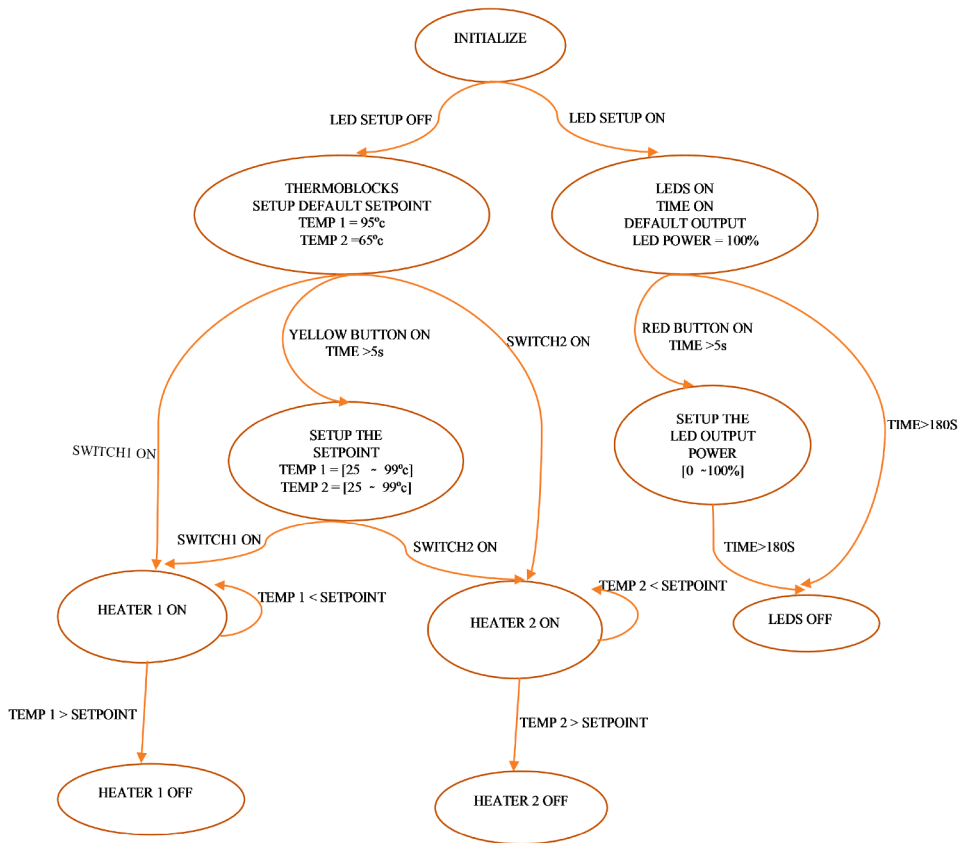 INITIALIZE
LED SETUP OFF
LED SETUP ON
THERMOBLOCKS
SETUP DEFAULT SETPOINT
TEMP 1 = 95ºc
TEMP 2 =65ºc
LEDS ON
TIME ON
DEFAULT OUTPUT
LED POWER = 100%
YELLOW BUTTON ON
TIME >5s
SWITCH2 ON
RED BUTTON ON
TIME >5s
SWITCH1 ON
SETUP THE
SETPOINT
TEMP 1 = [25 ~ 99ºc]
TEMP 2 = [25 ~ 99ºc]
SETUP THE
LED OUTPUT
POWER
[0 ~100%]
TIME>180S
SWITCH1 ON
SWITCH2 ON
TIME>180S
HEATER 1 ON
TEMP 1 < SETPOINT
HEATER 2 ON
TEMP 2 < SETPOINT
LEDS OFF
TEMP 1 > SETPOINT
TEMP 2 > SETPOINT
HEATER 1 OFF
HEATER 2 OFF